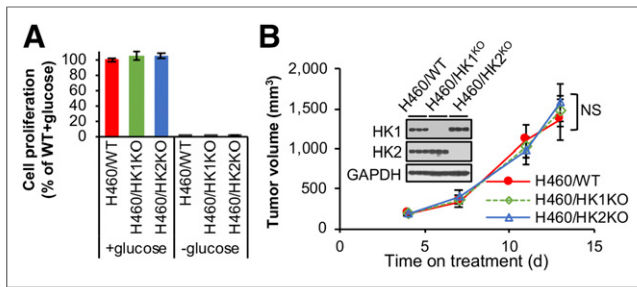 A
Cell proliferation
(% of WT+glucose)
100
80
60
40
20
0
H460/WT
H460/HK1KO
H460/HK2KO
H460/WT
H460/HK1KO
H460/HK2KO
+glucose
-glucose
B
Tumor volume (mm³)
2,000
1,500
1,000
500
0
H460/WT
H460/HK1KO
H460/HK2KO
HK1
HK2
GAPDH
NS
H460/WT
H460/HK1KO
H460/HK2KO
0
5
10
15
Time on treatment (d)